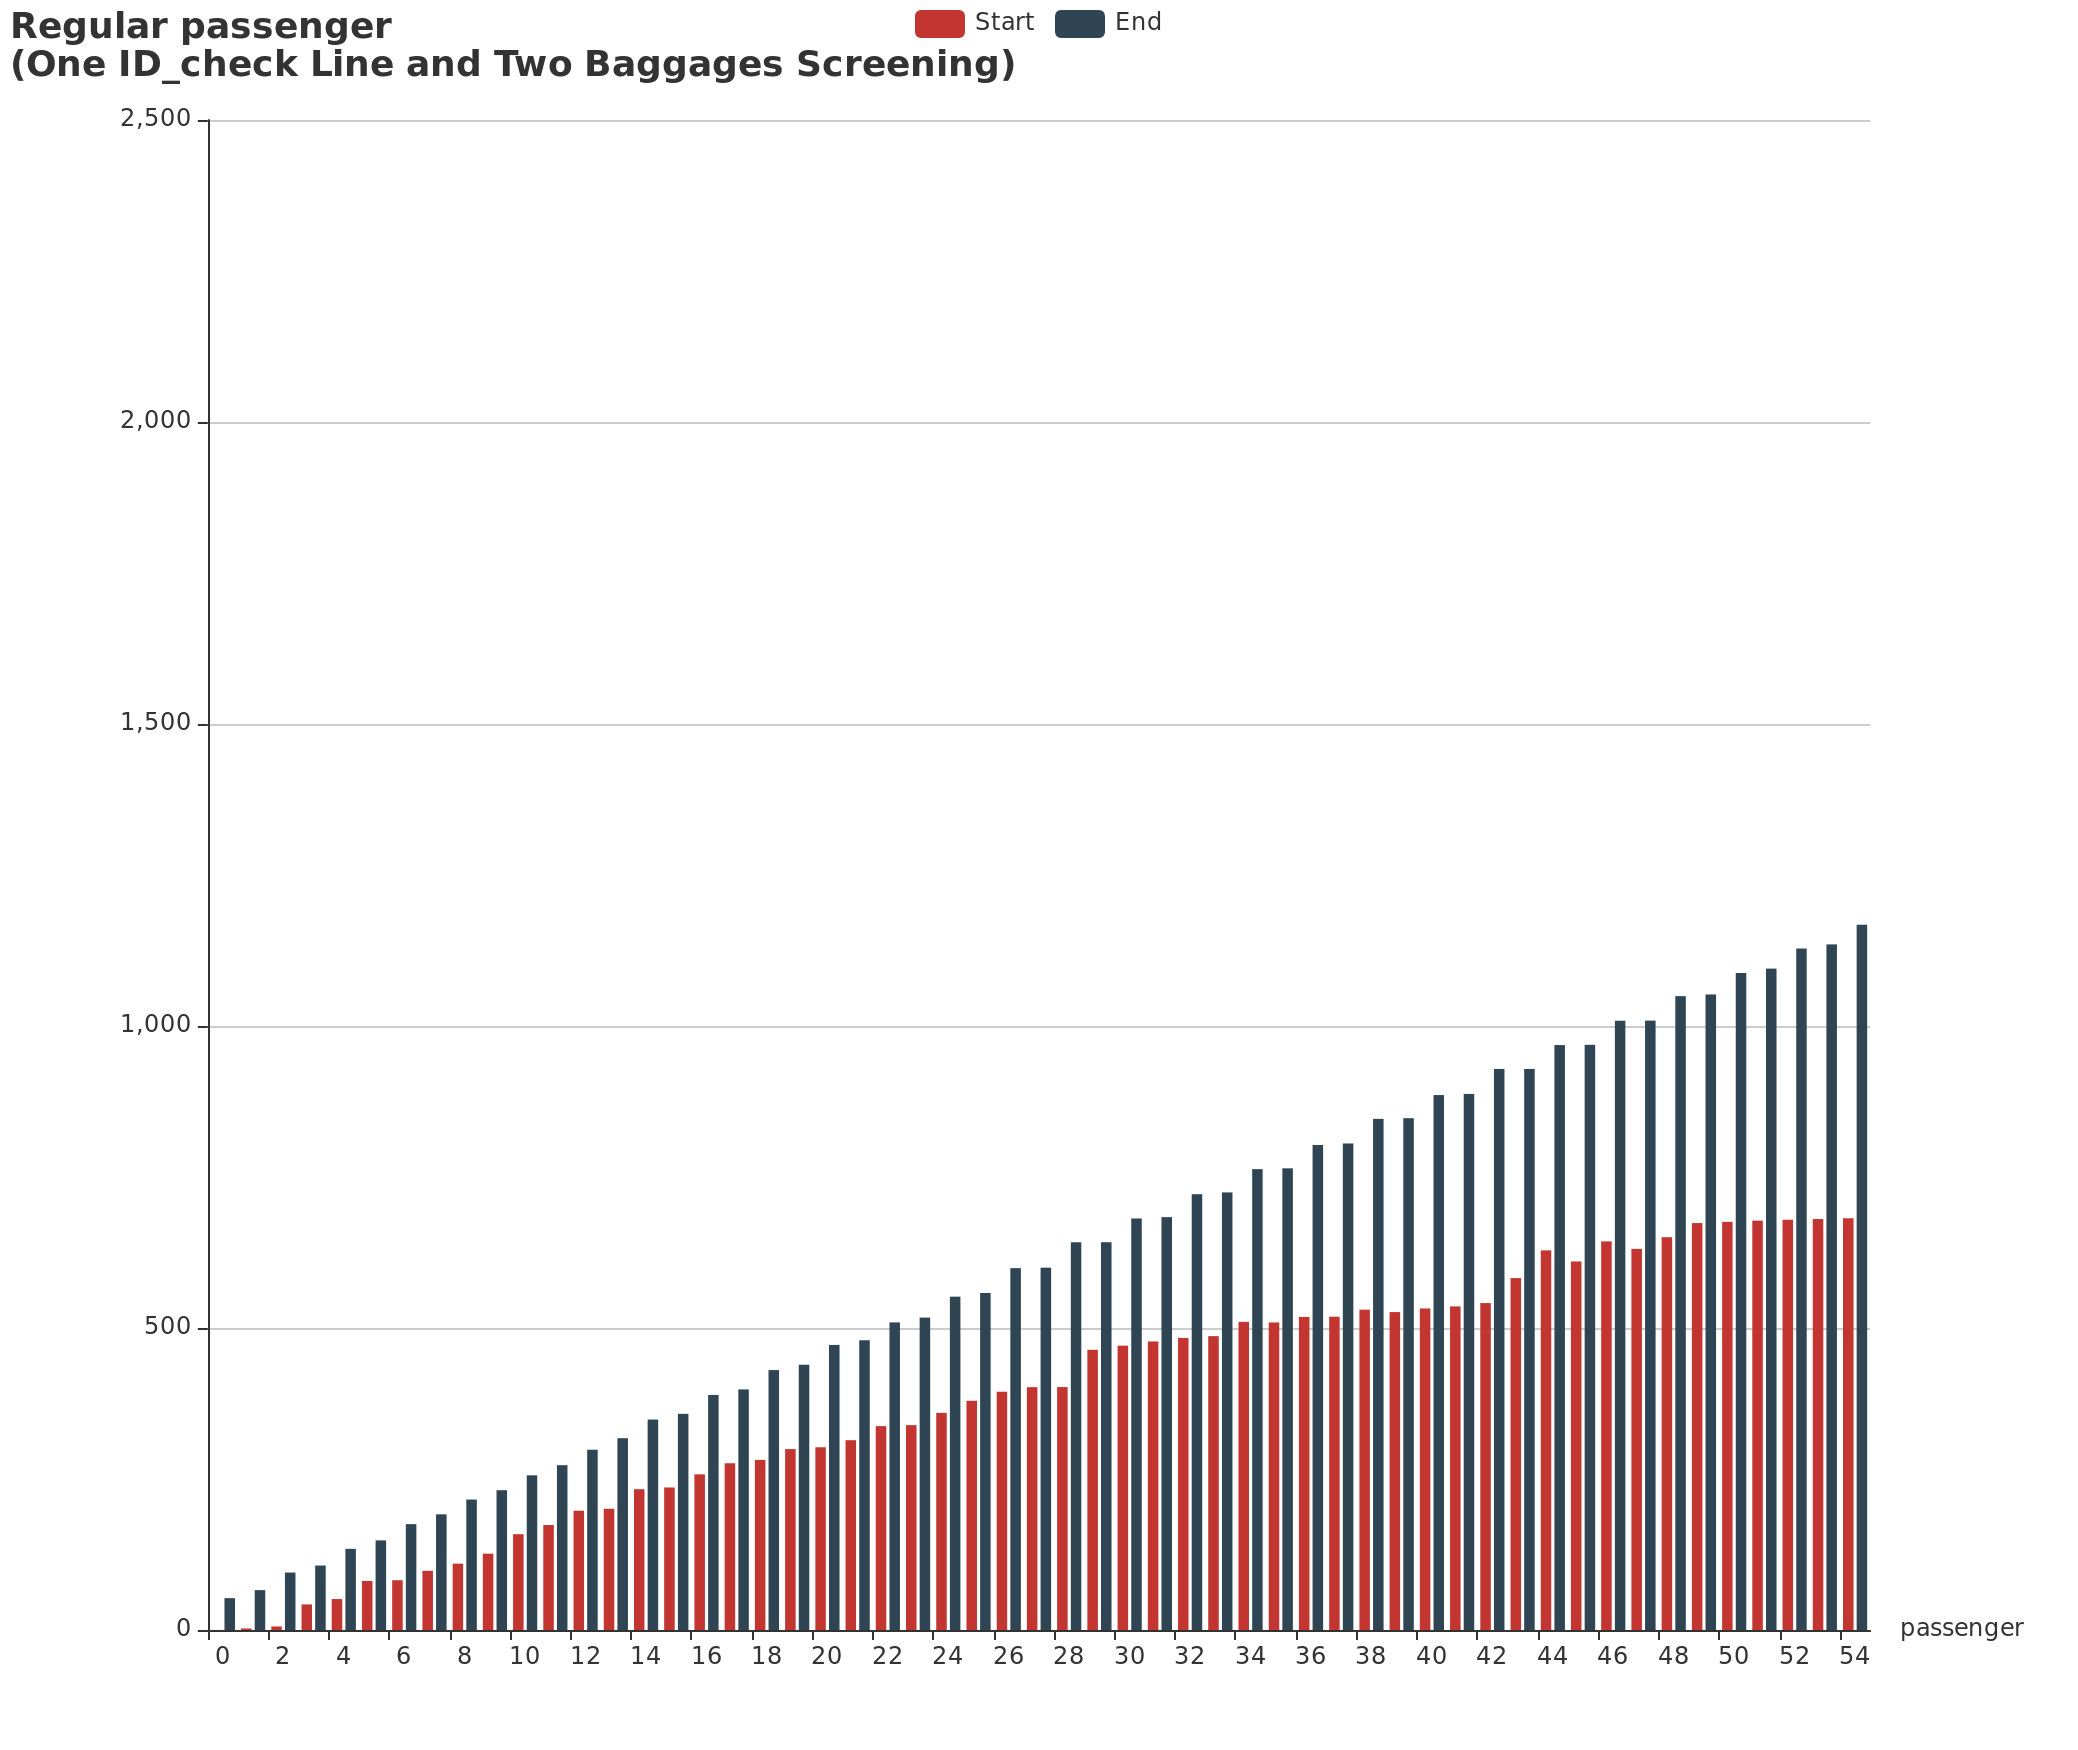 Regular passenger
(One ID_check Line and Two Baggages Screening)
Start End
2,500
2,000
1,500
1,000
500
0
passenger
0 2 4 6 8 10 12 14 16 18 20 22 24 26 28 30 32 34 36 38 40 42 44 46 48 50 52 54